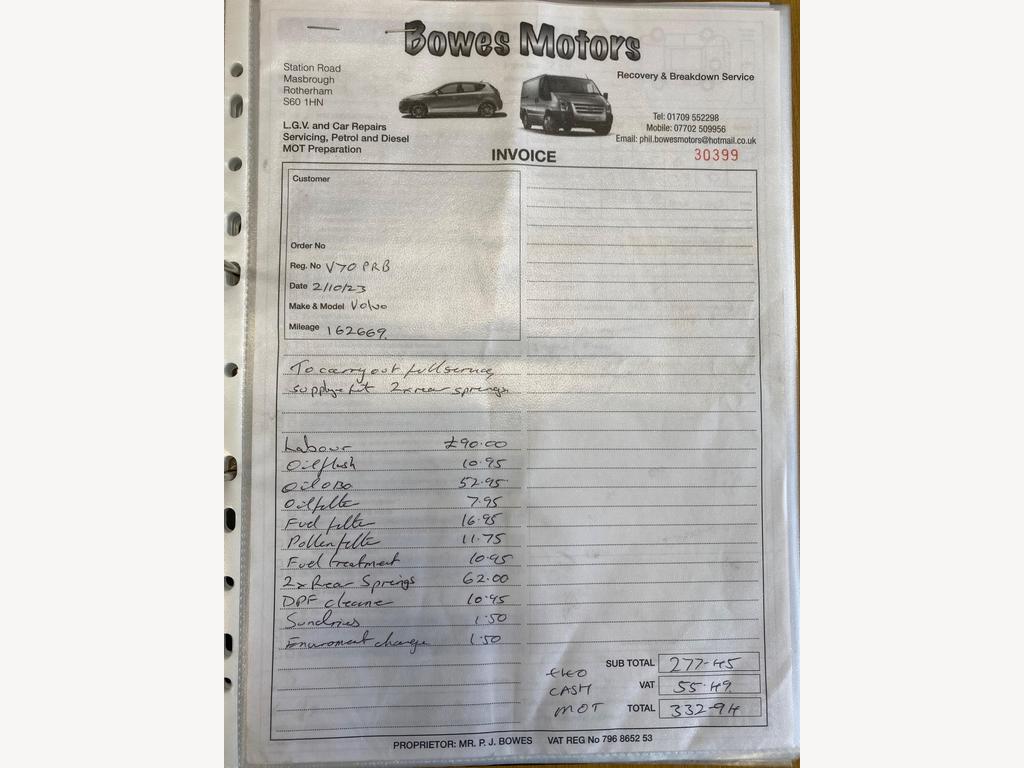 Bowes Motors
Station Road
Masbrough
Rotherham
S60 1HN
L.G.V. and Car Repairs
Servicing, Petrol and Diesel
MOT Preparation
Recovery & Breakdown Service
Tel: 01709 552298
Mobile: 07702 509956
Email: phil.bowesmotors@hotmail.co.uk
INVOICE
30399
Customer
Order No
Reg. No V70 PRB
Date 2/10/23
Make & Model Volvo
Mileage 162669.
To carry out full service
supply + fit 2x rear springs
Labour £90.00
Oil flush 10.95
Oil 52.95
Oil filter 7.95
Fuel filter 16.95
Pollen filter 11.75
Fuel treatment 10.95
2x Rear Springs 62.00
DPF cleaner 10.95
Sundries 1.50
Enviroment charge 1.50
SUB TOTAL 277-45
VAT 55.49
TOTAL 332-94
£40
CASH
MOT
PROPRIETOR: MR. P. J. BOWES VAT REG No 796 8652 53